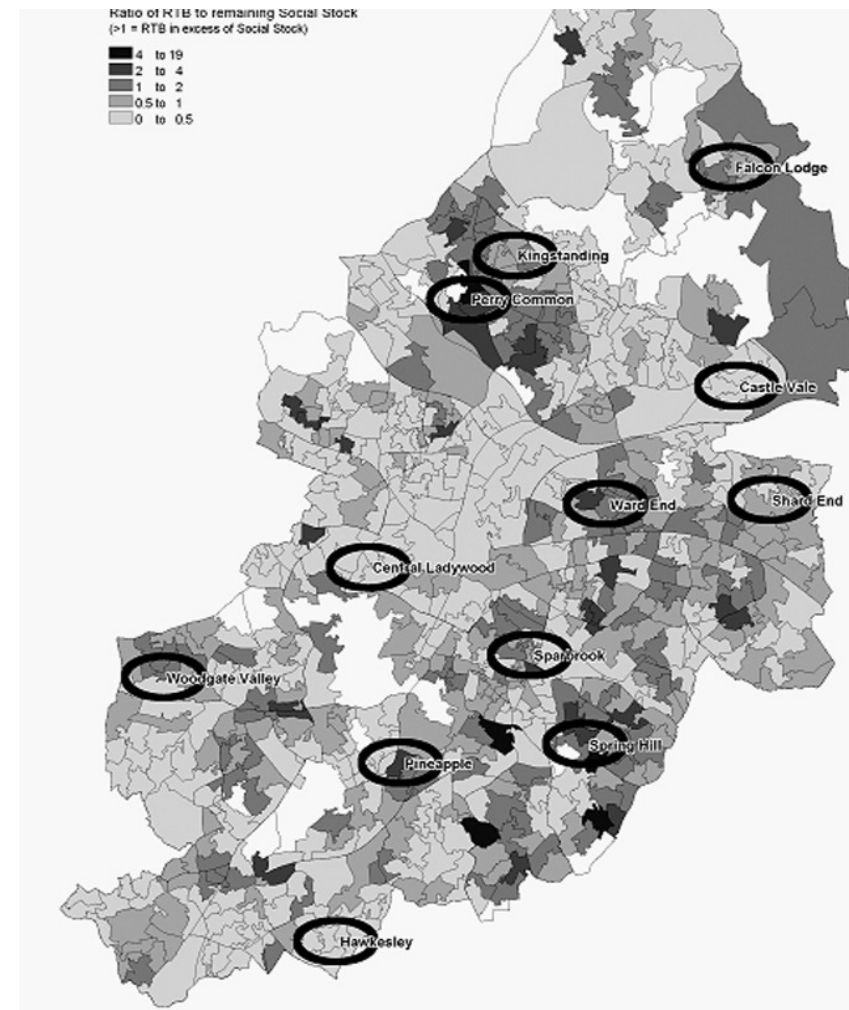 Ratio of RTB to remaining Social Stock
(>1 = RTB in excess of Social Stock)
4 to 19
2 to 4
1 to 2
0.5 to 1
0 to 0.5
Falcon Lodge
Kingstanding
Perry Common
Castle Vale
Ward End
Shard End
Central Ladywood
Sparbrook
Woodgate Valley
Spring Hill
Pineapple
Hawkesley